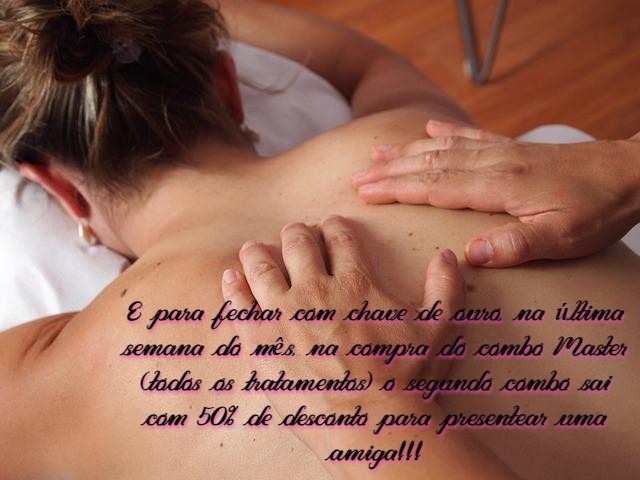 E para fechar com chave de ouro, na última
semana do mês, na compra do combo Master
(todos os tratamentos) o segundo combo sai
com 50% de desconto para presentear uma
amiga!!!